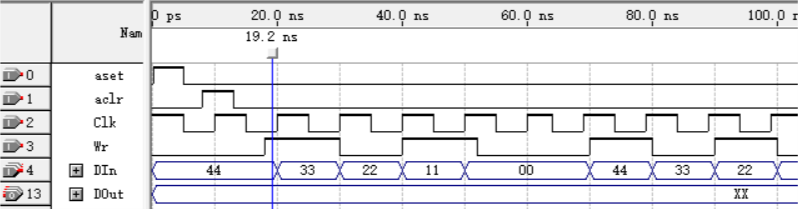 0 ps 20.0 ns 40.0 ns 60.0 ns 80.0 ns 100.0 n
Nam
19.2 ns
0 aset
1 aclr
2 Clk
3 Wr
4 DIn 44 33 22 11 00 44 33 22
13 DOut XX